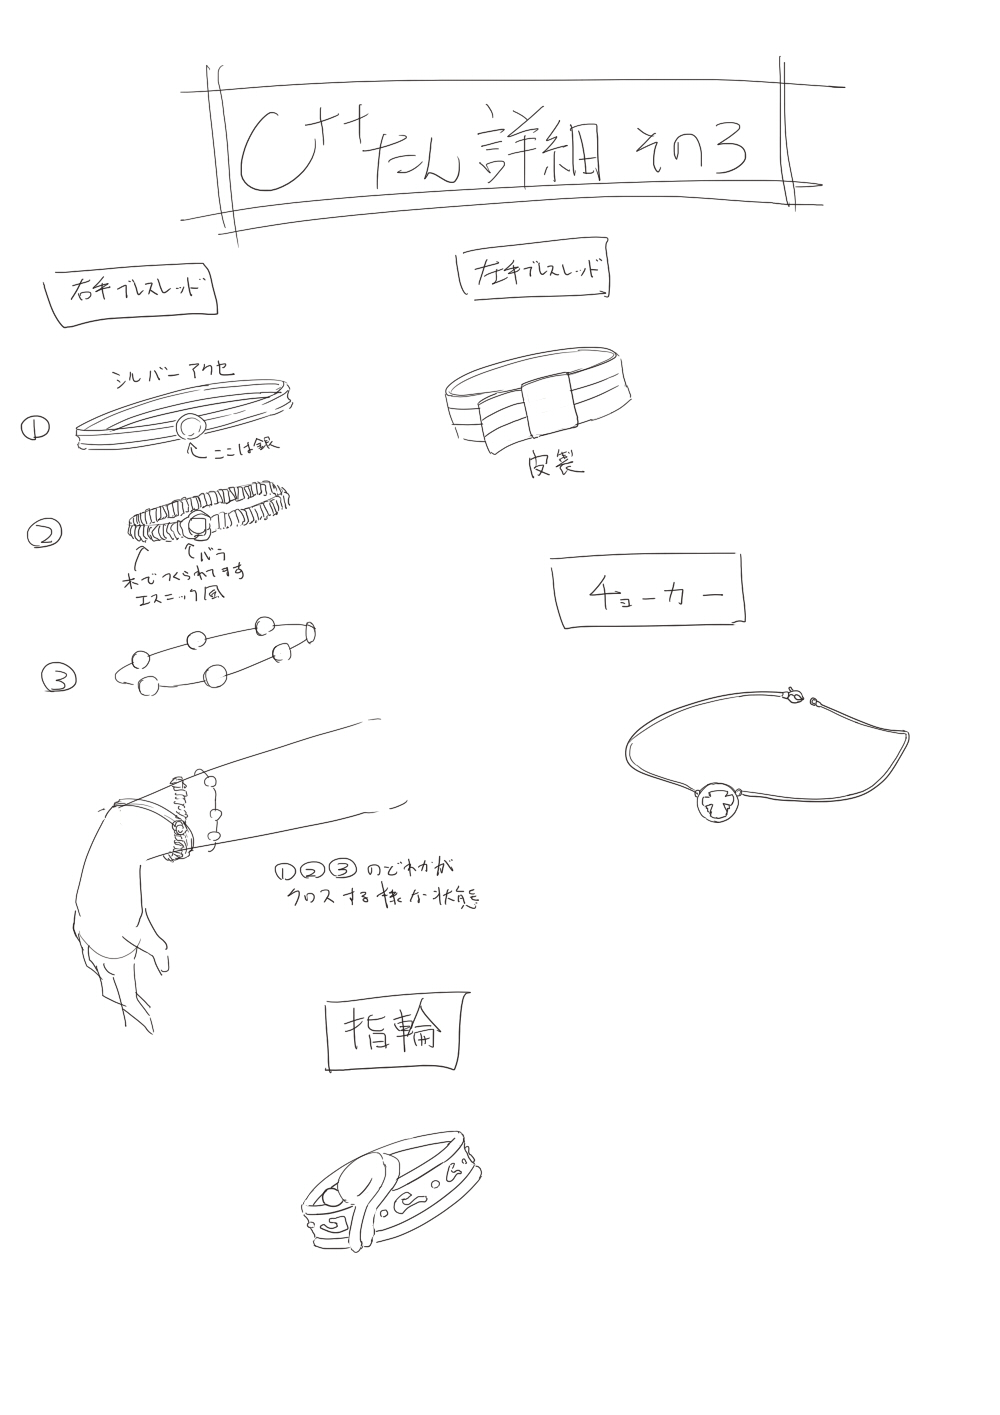 び＋＋たん 詳細 その3
右手ブレスレッド
左手ブレスレッド
シルバーアクセ
①
ここは銀
皮製
②
バラ
木でつくられてます
エスニック風
チョーカー
③
①②③のどれかが
クロスする様な状態
指輪